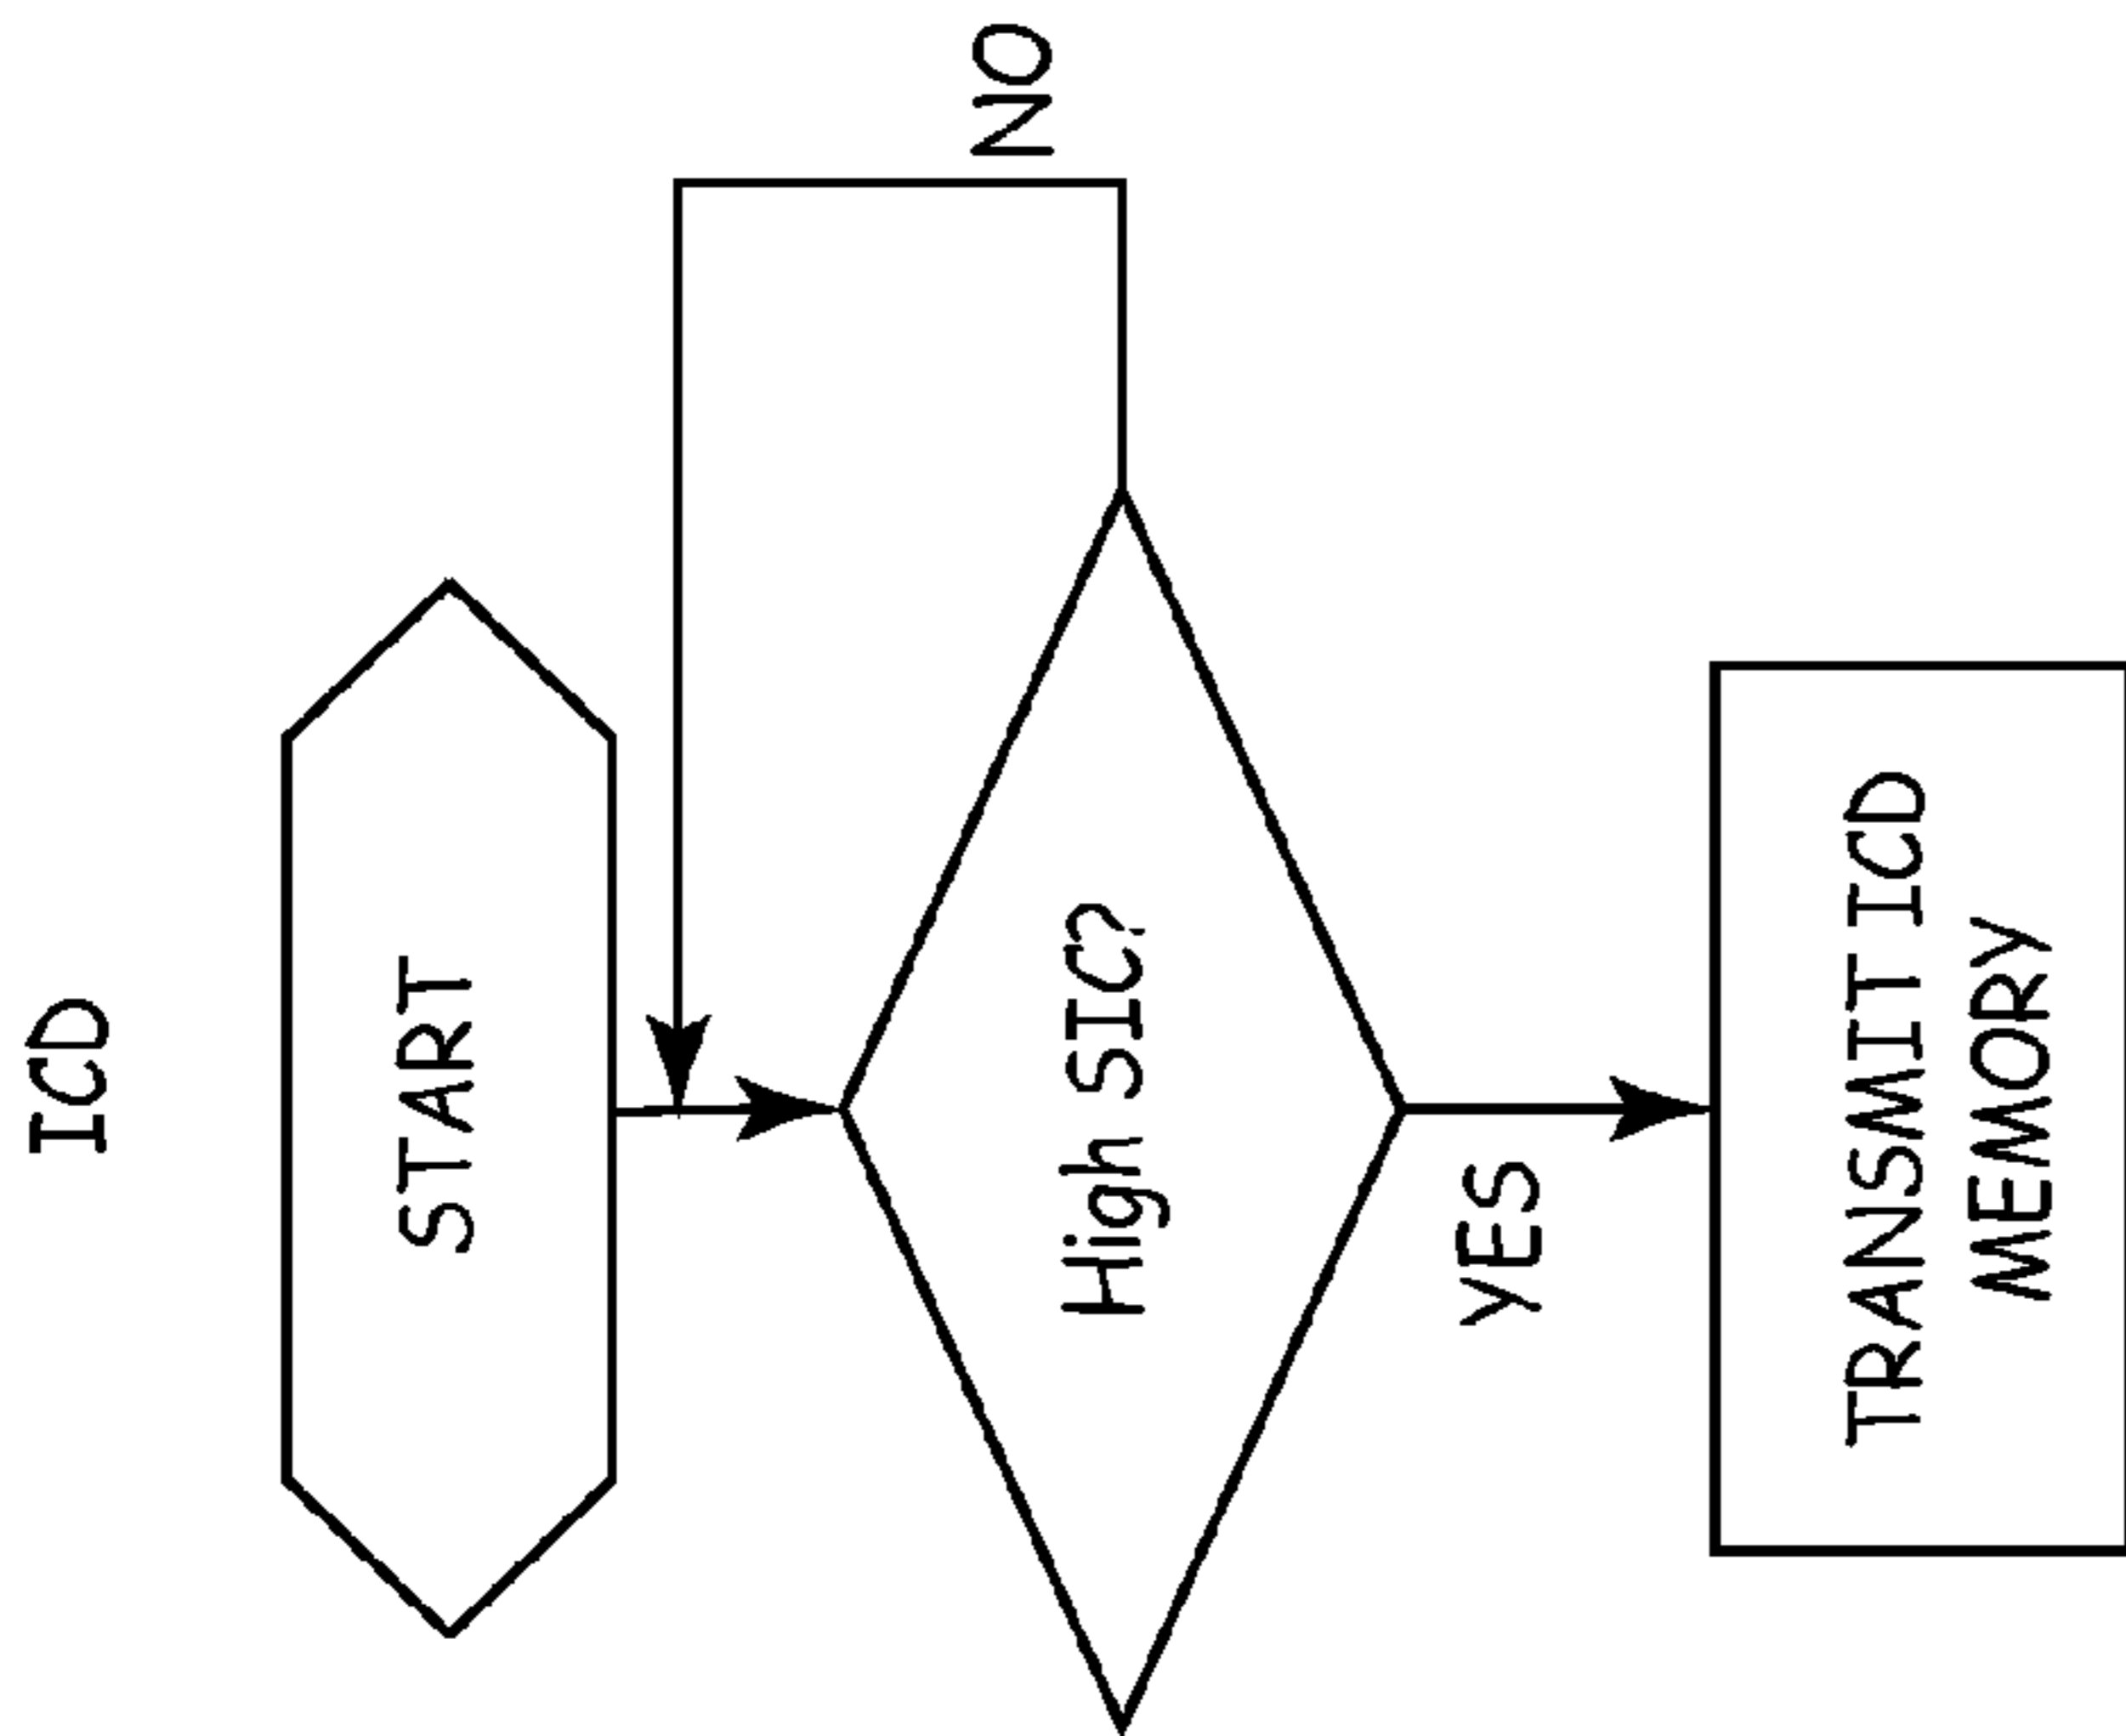 ICD
START
NO
High SIC?
YES
TRANSMIT ICD
MEMORY